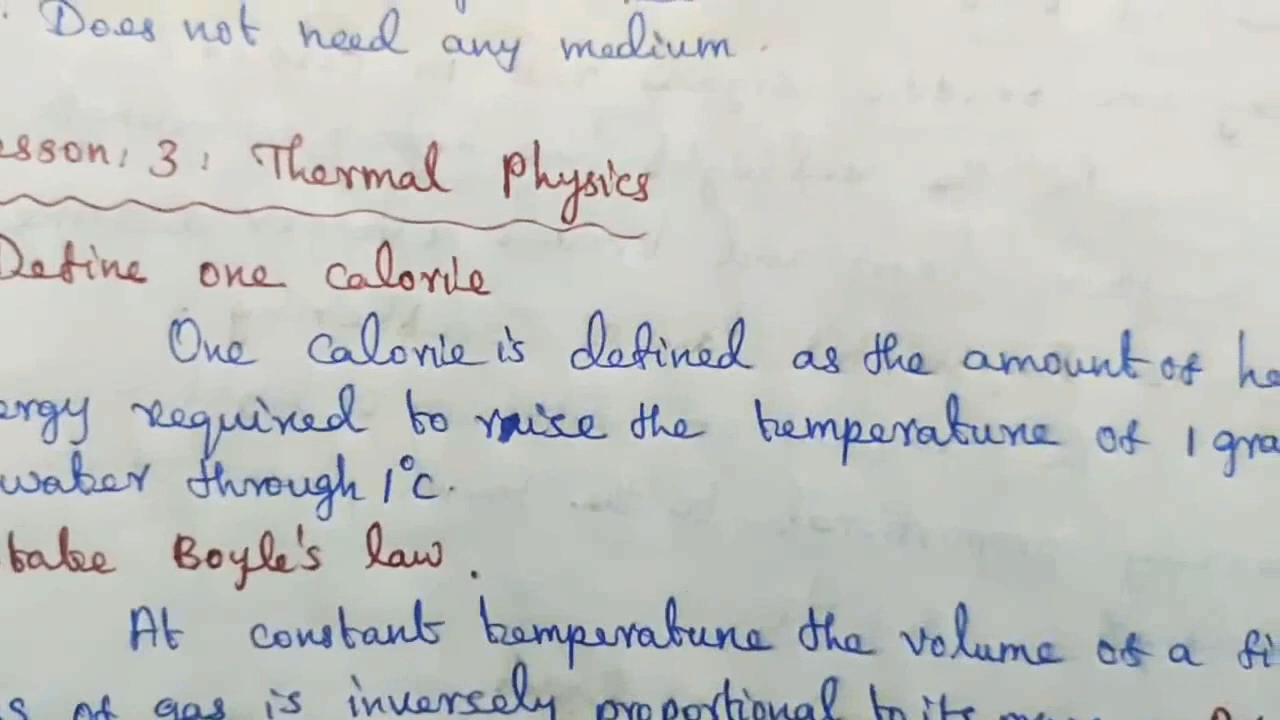 Does not need any medium.
esson: 3: Thermal Physics
Define one calorie
One calorie is defined as the amount of he
ergy required to raise the temperature of 1 gra
water through 1°C.
tate Boyle's law.
At constant temperature the volume of a fi
s of gas is inversely proportional to its